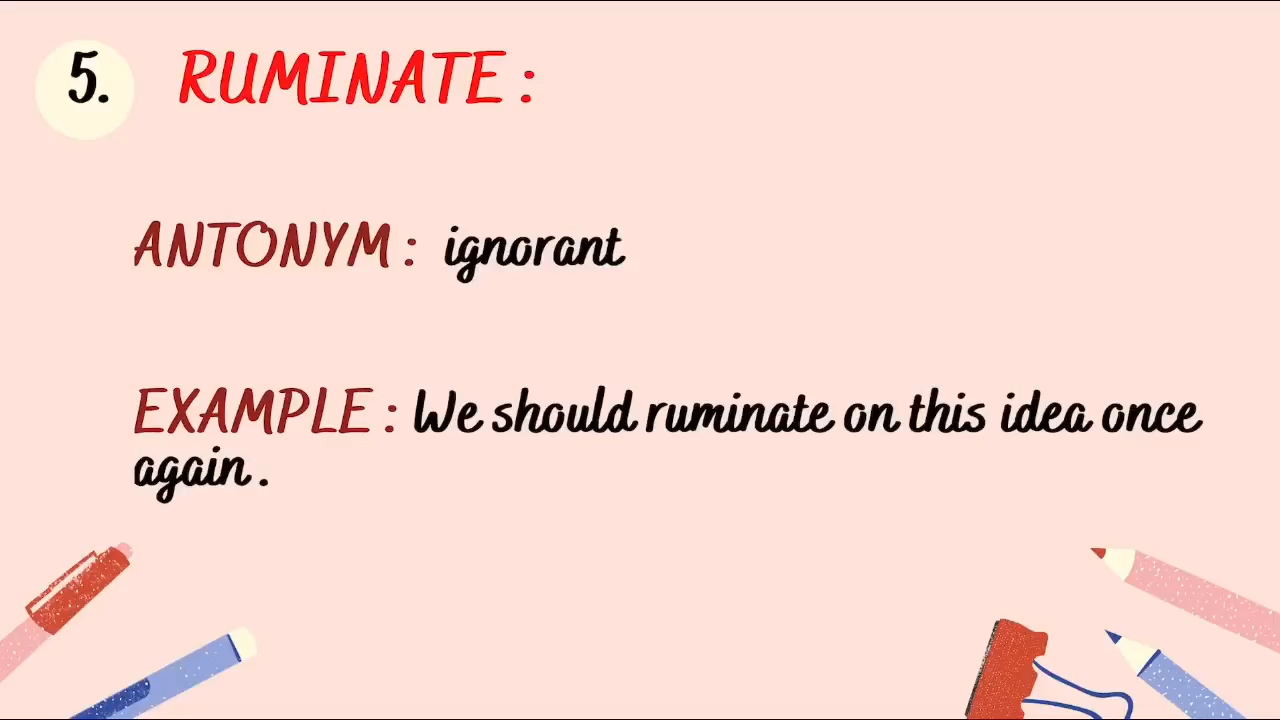 5. RUMINATE :
ANTONYM : ignorant
EXAMPLE : We should ruminate on this idea once
again .